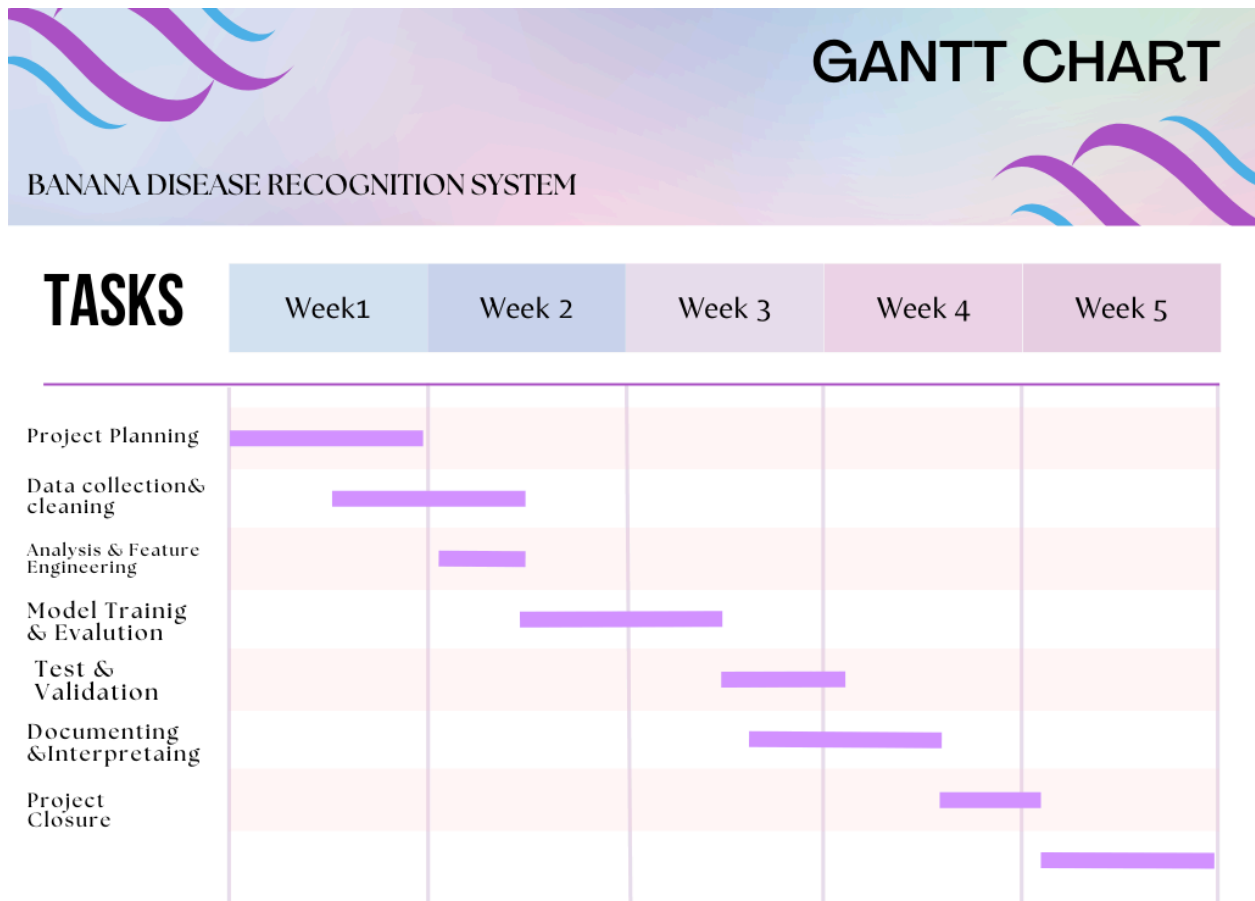 GANTT CHART
BANANA DISEASE RECOGNITION SYSTEM
TASKS
Week1
Week 2
Week 3
Week 4
Week 5
Project Planning
Data collection&
cleaning
Analysis & Feature
Engineering
Model Trainig
& Evalution
Test &
Validation
Documenting
&Interpretaing
Project
Closure